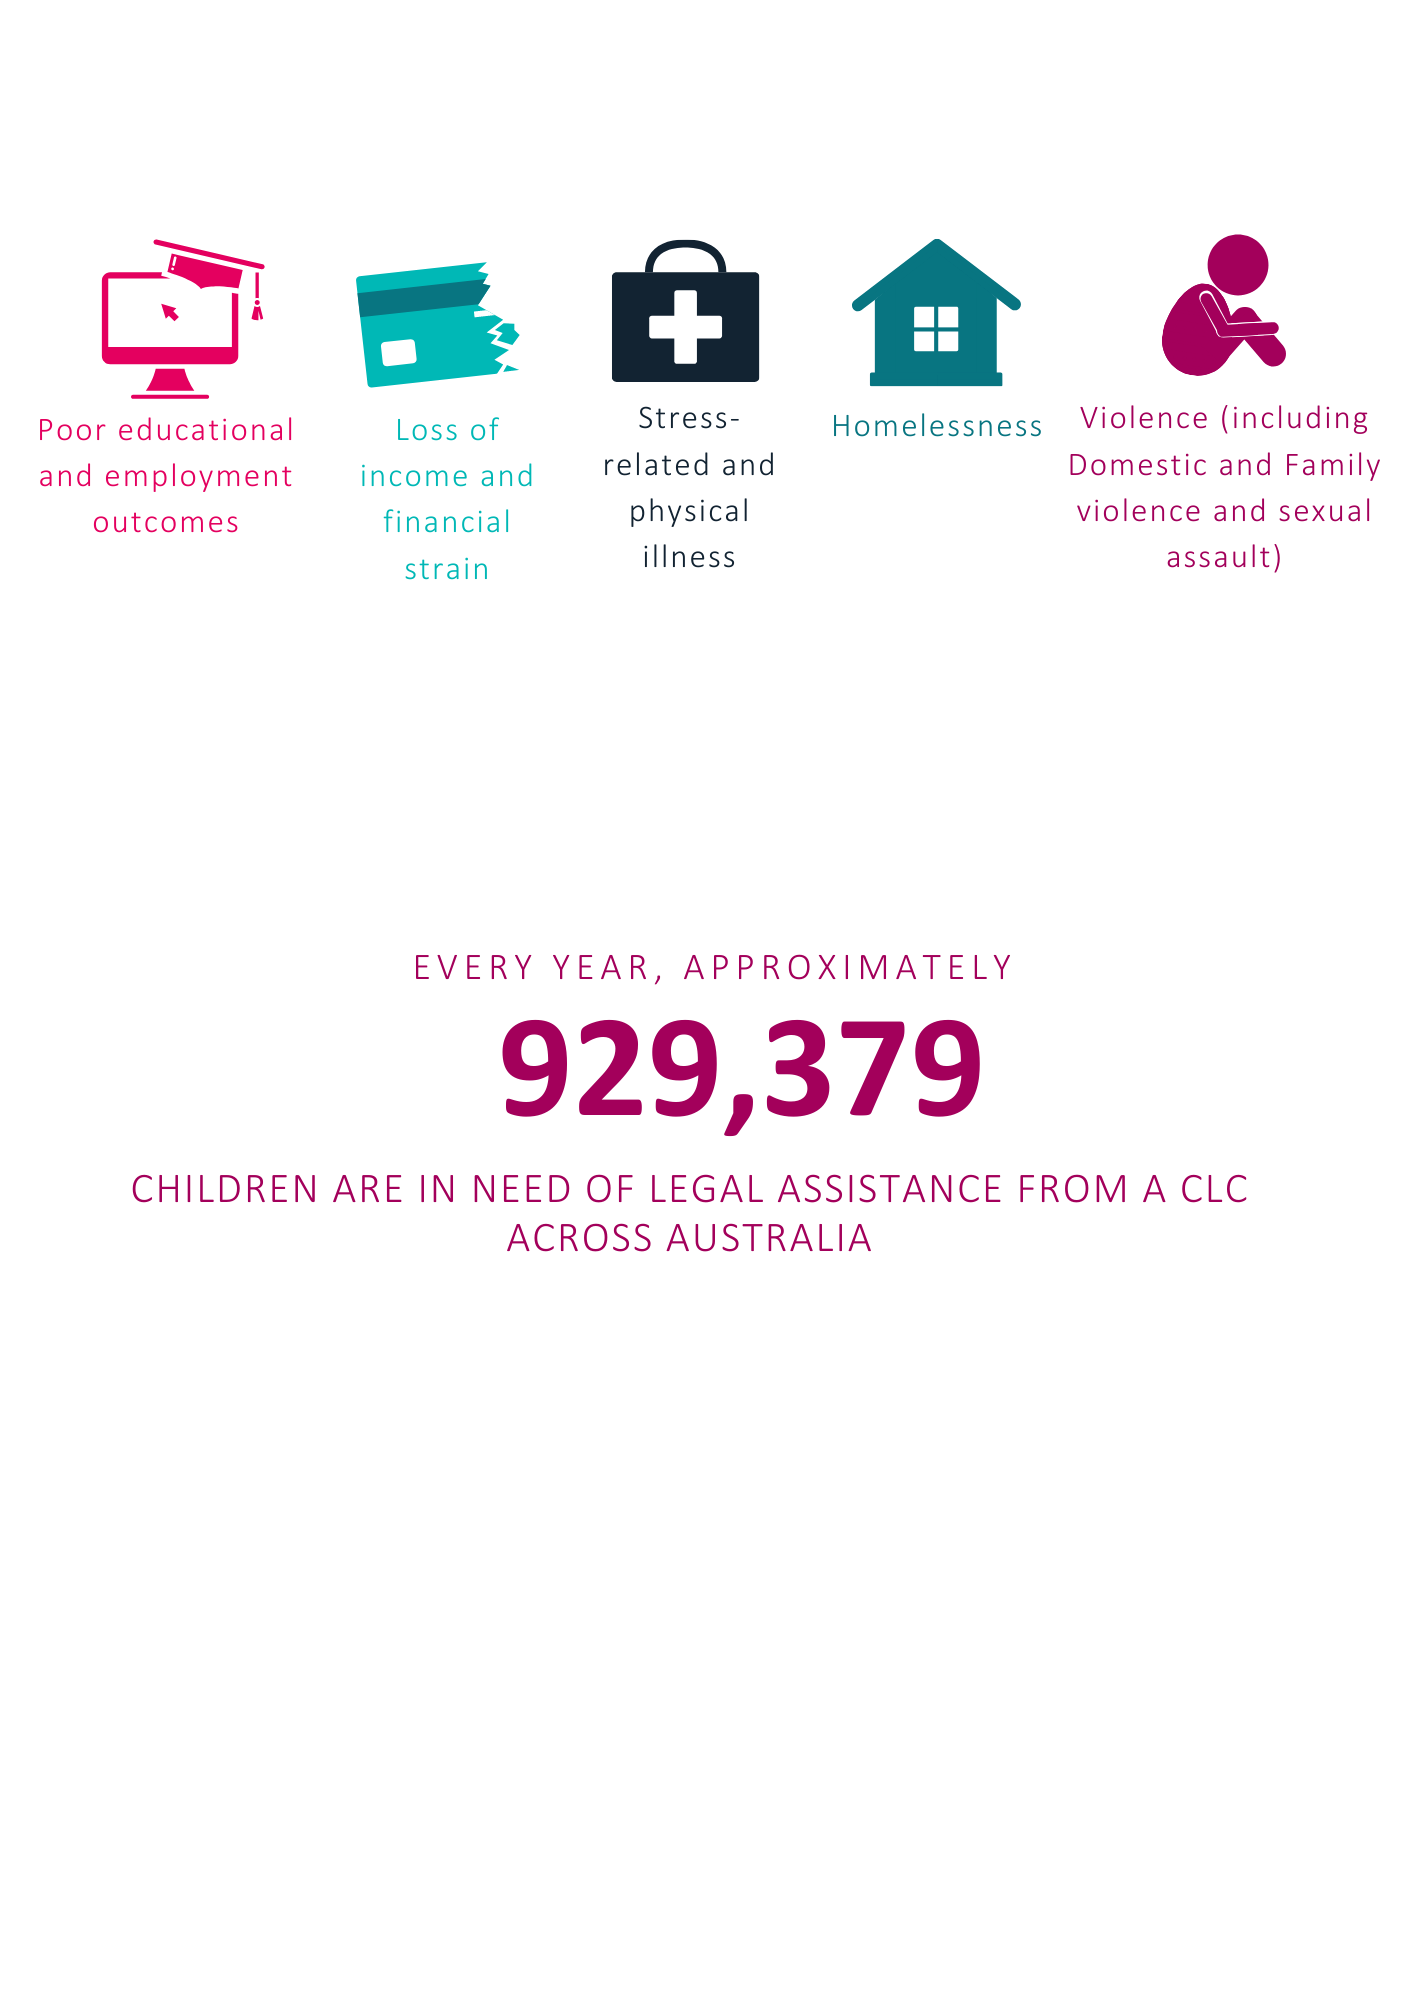 Poor educational
and employment
outcomes
Loss of
income and
financial
strain
Stress-
related and
physical
illness
Homelessness
Violence (including
Domestic and Family
violence and sexual
assault)
EVERY YEAR, APPROXIMATELY
929,379
CHILDREN ARE IN NEED OF LEGAL ASSISTANCE FROM A CLC
ACROSS AUSTRALIA